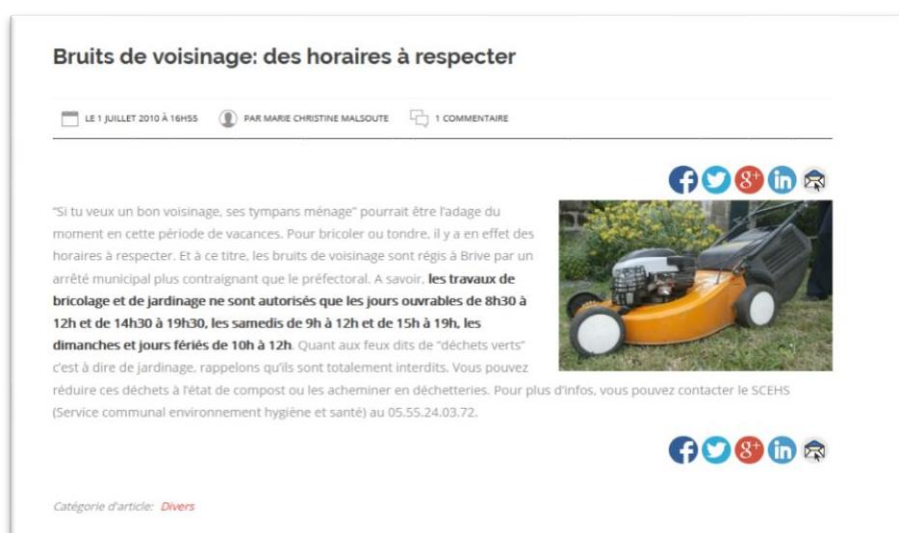 Bruits de voisinage: des horaires à respecter
LE 1 JUILLET 2010 À 16H55 PAR MARIE CHRISTINE MALSOUTE 1 COMMENTAIRE
“Si tu veux un bon voisinage, ses tympans ménage” pourrait être l’adage du
moment en cette période de vacances. Pour bricoler ou tondre, il y a en effet des
horaires à respecter. Et à ce titre, les bruits de voisinage sont régis à Brive par un
arrêté municipal plus contraignant que le préfectoral. A savoir, les travaux de
bricolage et de jardinage ne sont autorisés que les jours ouvrables de 8h30 à
12h et de 14h30 à 19h30, les samedis de 9h à 12h et de 15h à 19h, les
dimanches et jours fériés de 10h à 12h. Quant aux feux dits de “déchets verts”
c’est à dire de jardinage, rappelons qu’ils sont totalement interdits. Vous pouvez
réduire ces déchets à l’état de compost ou les acheminer en déchetteries. Pour plus d’infos, vous pouvez contacter le SCEHS
(Service communal environnement hygiène et santé) au 05.55.24.03.72.
Catégorie d'article: Divers